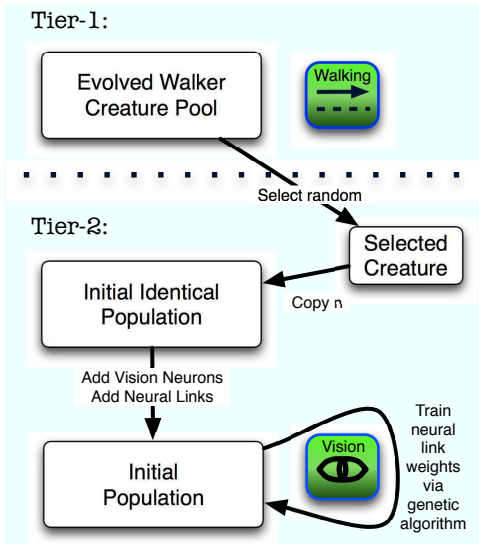 Tier-1:
Evolved Walker
Creature Pool
Walking
Select random
Tier-2:
Selected
Creature
Initial Identical
Population
Copy n
Add Vision Neurons
Add Neural Links
Initial
Population
Vision
Train
neural
link
weights
via
genetic
algorithm